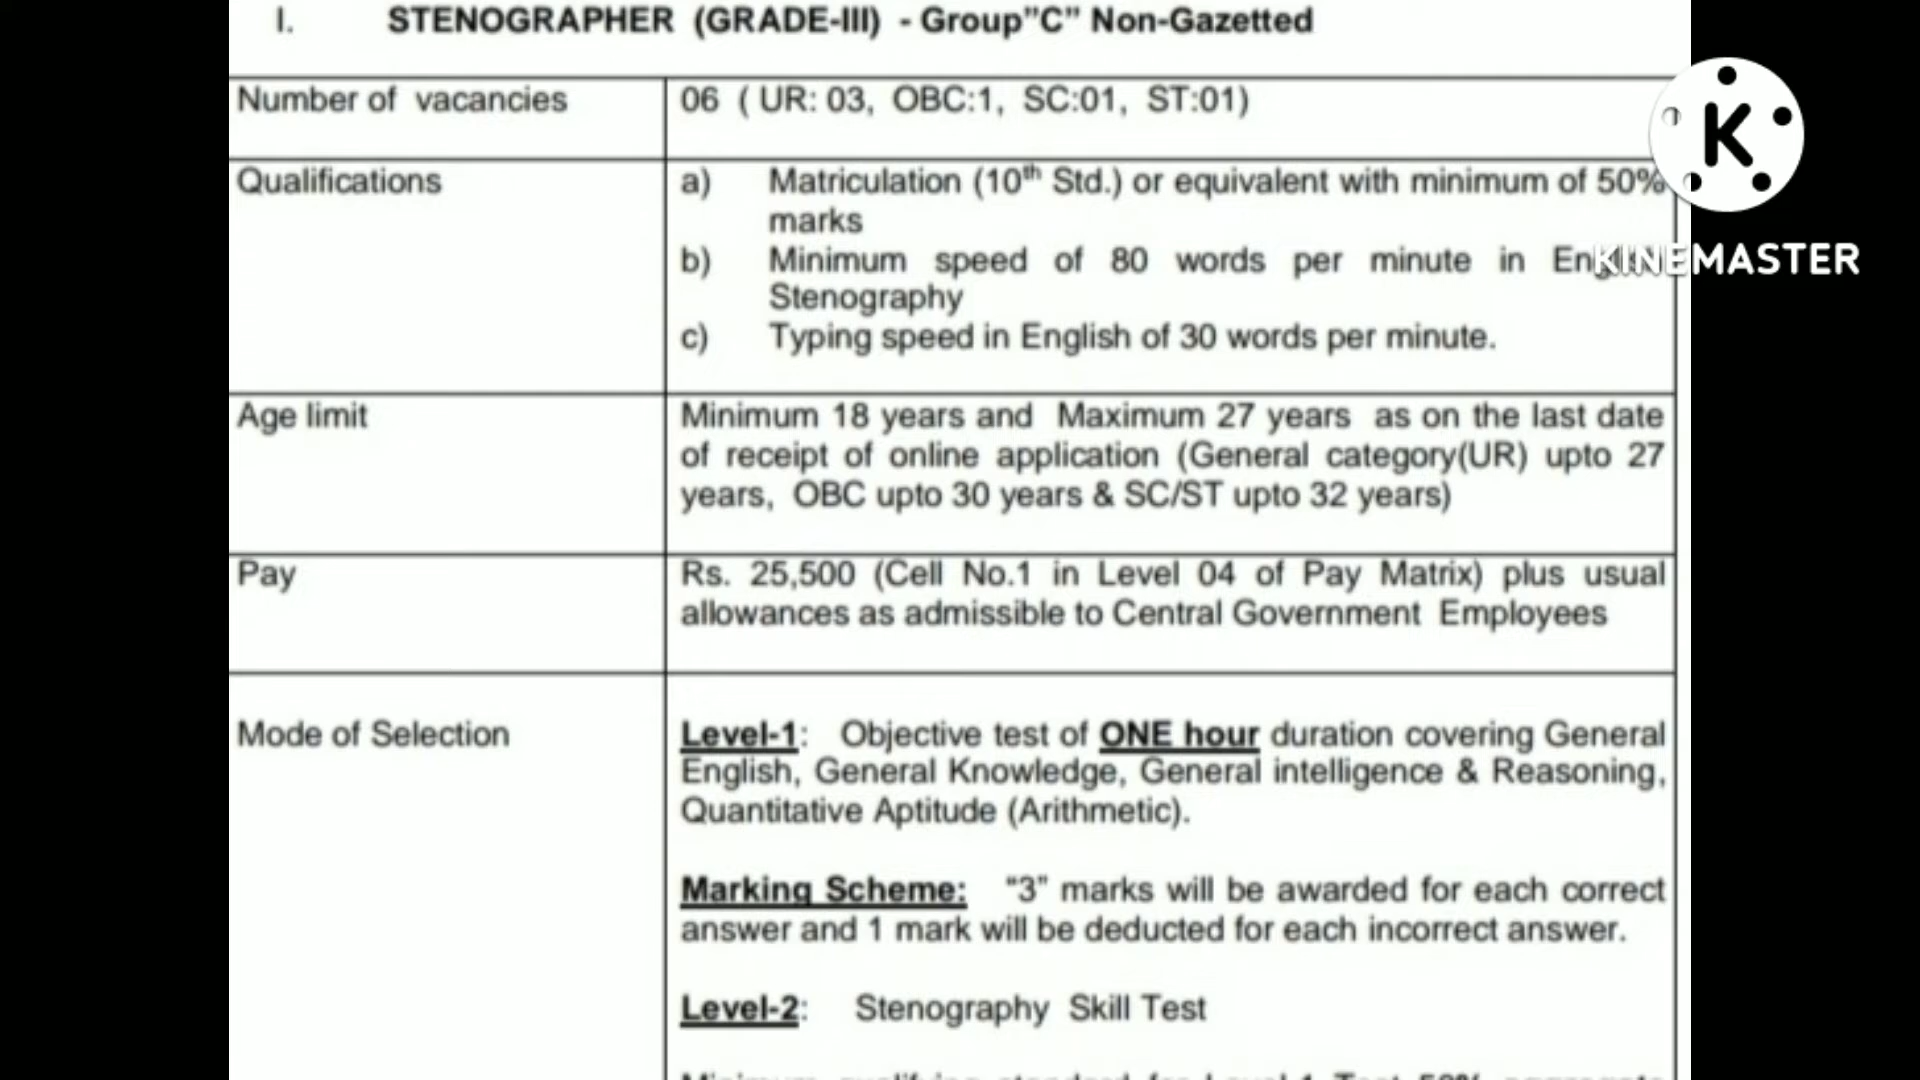 I. STENOGRAPHER (GRADE-III) - Group"C" Non-Gazetted
Number of vacancies
06 ( UR: 03, OBC:1, SC:01, ST:01)
Qualifications
a) Matriculation (10th Std.) or equivalent with minimum of 50%
marks
b) Minimum speed of 80 words per minute in
Stenography
c) Typing speed in English of 30 words per minute.
Age limit
Minimum 18 years and Maximum 27 years as on the last date
of receipt of online application (General category(UR) upto 27
years, OBC upto 30 years & SC/ST upto 32 years)
Pay
Rs. 25,500 (Cell No.1 in Level 04 of Pay Matrix) plus usual
allowances as admissible to Central Government Employees
Mode of Selection
Level-1: Objective test of ONE hour duration covering General
English, General Knowledge, General intelligence & Reasoning,
Quantitative Aptitude (Arithmetic).
Marking Scheme: “3” marks will be awarded for each correct
answer and 1 mark will be deducted for each incorrect answer.
Level-2: Stenography Skill Test
K
KINEMASTER